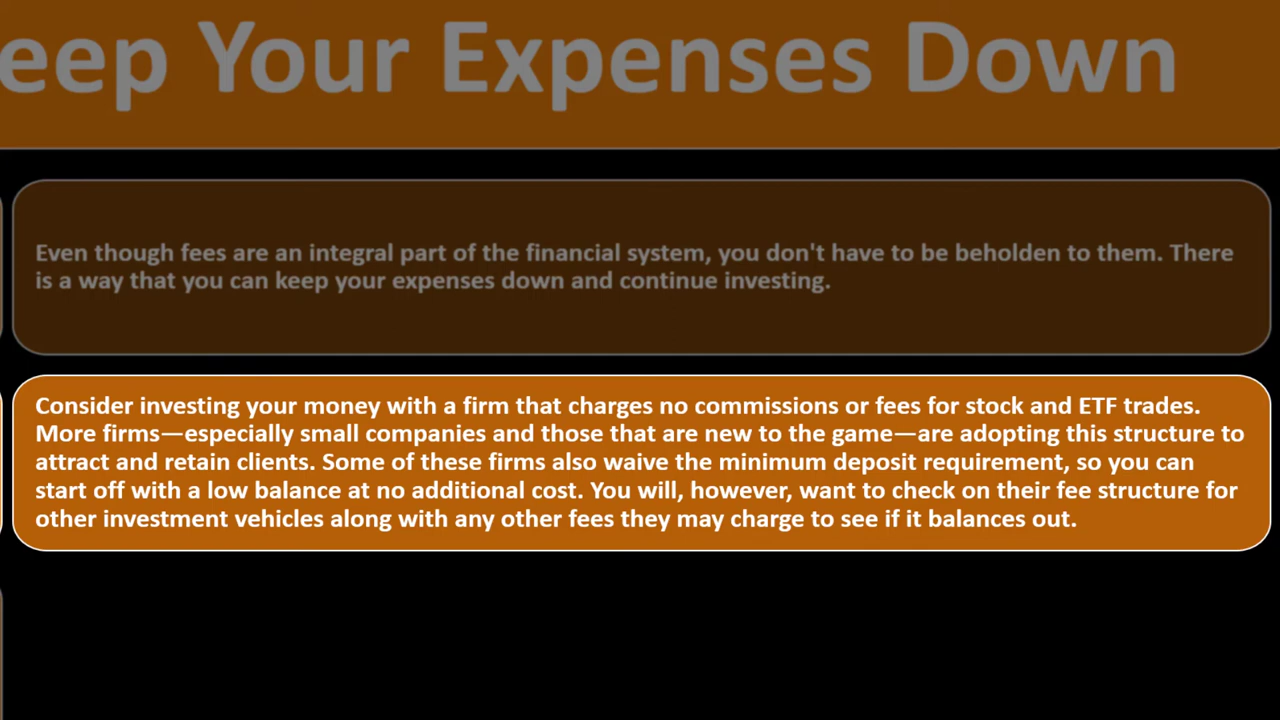 eep Your Expenses Down
Even though fees are an integral part of the financial system, you don't have to be beholden to them. There
is a way that you can keep your expenses down and continue investing.
Consider investing your money with a firm that charges no commissions or fees for stock and ETF trades.
More firms—especially small companies and those that are new to the game—are adopting this structure to
attract and retain clients. Some of these firms also waive the minimum deposit requirement, so you can
start off with a low balance at no additional cost. You will, however, want to check on their fee structure for
other investment vehicles along with any other fees they may charge to see if it balances out.